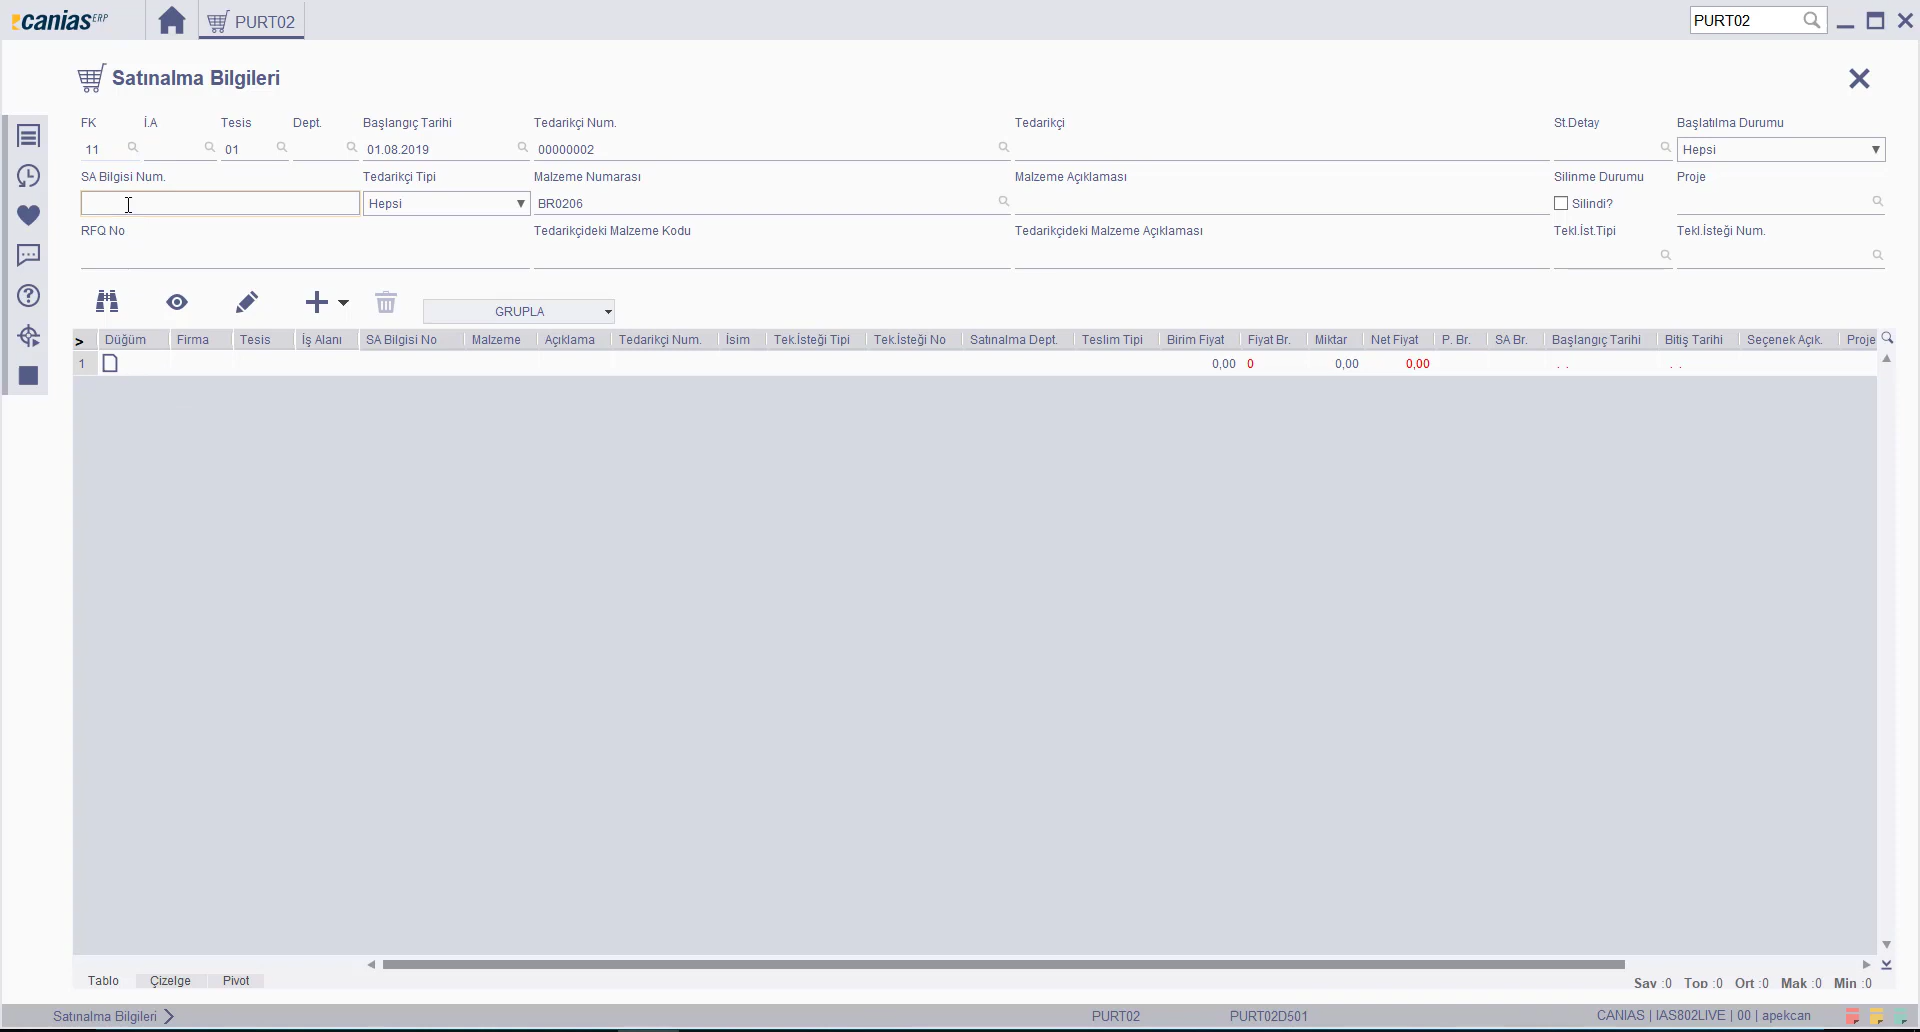 canias ERP PURT02 PURT02
Satınalma Bilgileri
FK İ.A Tesis Dept. Başlangıç Tarihi Tedarikçi Num. Tedarikçi St.Detay Başlatılma Durumu
11 01 01.08.2019 00000002 Hepsi
SA Bilgisi Num. Tedarikçi Tipi Malzeme Numarası Malzeme Açıklaması Silinme Durumu Proje
Hepsi BR0206 Silindi?
RFQ No Tedarikçideki Malzeme Kodu Tedarikçideki Malzeme Açıklaması Tekl.İst.Tipi Tekl.İsteği Num.
GRUPLA
> Düğüm Firma Tesis İş Alanı SA Bilgisi No Malzeme Açıklama Tedarikçi Num. İsim Tek.İsteği Tipi Tek.İsteği No Satınalma Dept. Teslim Tipi Birim Fiyat Fiyat Br. Miktar Net Fiyat P. Br. SA Br. Başlangıç Tarihi Bitiş Tarihi Seçenek Açık. Proje
1 0,00 0 0,00 0,00 . . . .
Tablo Çizelge Pivot Say :0 Top :0 Ort :0 Mak :0 Min :0
Satınalma Bilgileri PURT02 PURT02D501 CANIAS | IAS802LIVE | 00 | apekcan